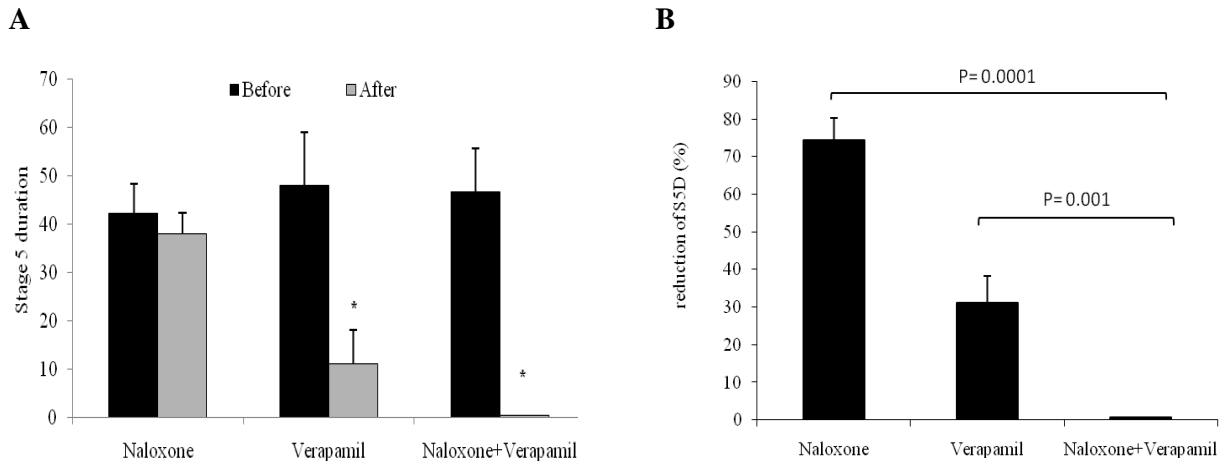 A
Stage 5 duration
70
60
50
40
30
20
10
0
Before
After
*
*
Naloxone
Verapamil
Naloxone+Verapamil
B
reduction of S5D (%)
90
80
70
60
50
40
30
20
10
0
P= 0.0001
P= 0.001
Naloxone
Verapamil
Naloxone+Verapamil